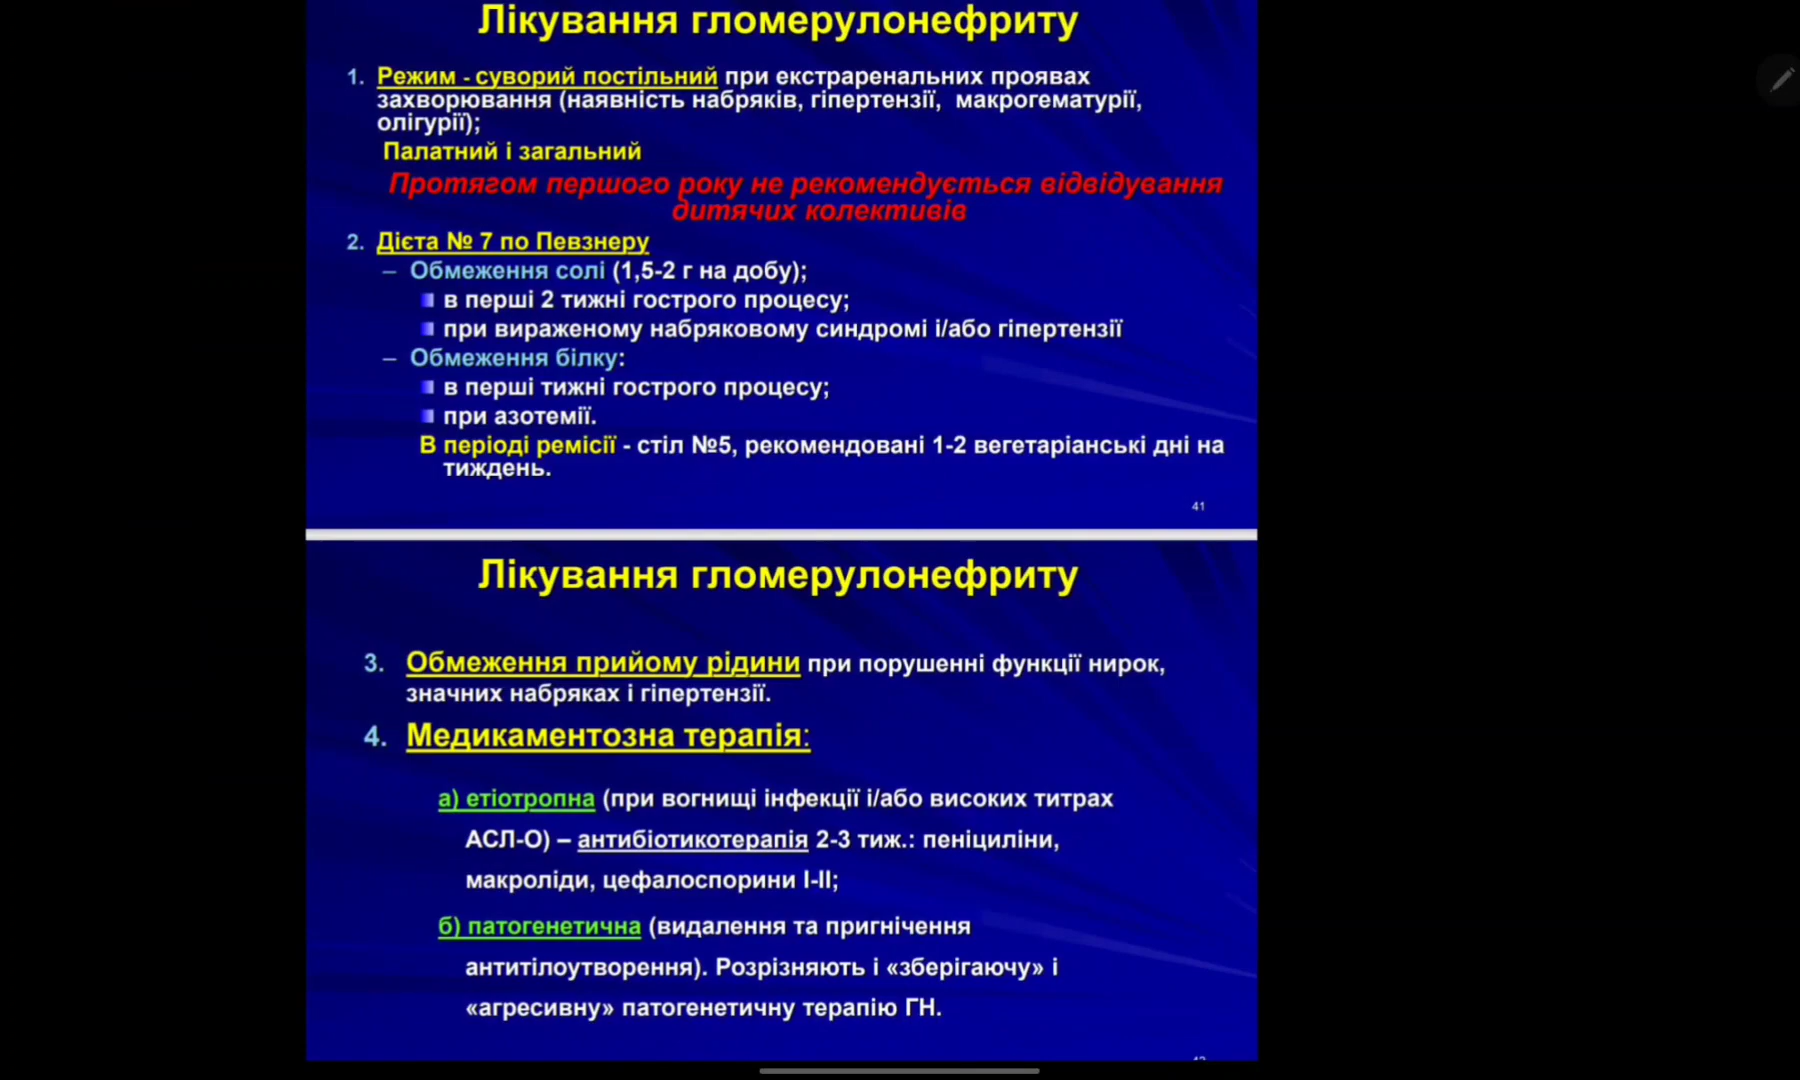 Лікування гломерулонефриту
1. Режим - суворий постільний при екстраренальних проявах
захворювання (наявність набряків, гіпертензії, макрогематурії,
олігурії);
Палатний і загальний
Протягом першого року не рекомендується відвідування
дитячих колективів
2. Дієта № 7 по Певзнеру
– Обмеження солі (1,5-2 г на добу);
в перші 2 тижні гострого процесу;
при вираженому набряковому синдромі і/або гіпертензії
– Обмеження білку:
в перші тижні гострого процесу;
при азотемії.
В періоді ремісії - стіл №5, рекомендовані 1-2 вегетаріанські дні на
тиждень.
41
Лікування гломерулонефриту
3. Обмеження прийому рідини при порушенні функції нирок,
значних набряках і гіпертензії.
4. Медикаментозна терапія:
а) етіотропна (при вогнищі інфекції і/або високих титрах
АСЛ-О) – антибіотикотерапія 2-3 тиж.: пеніциліни,
макроліди, цефалоспорини І-ІІ;
б) патогенетична (видалення та пригнічення
антитілоутворення). Розрізняють і «зберігаючу» і
«агресивну» патогенетичну терапію ГН.